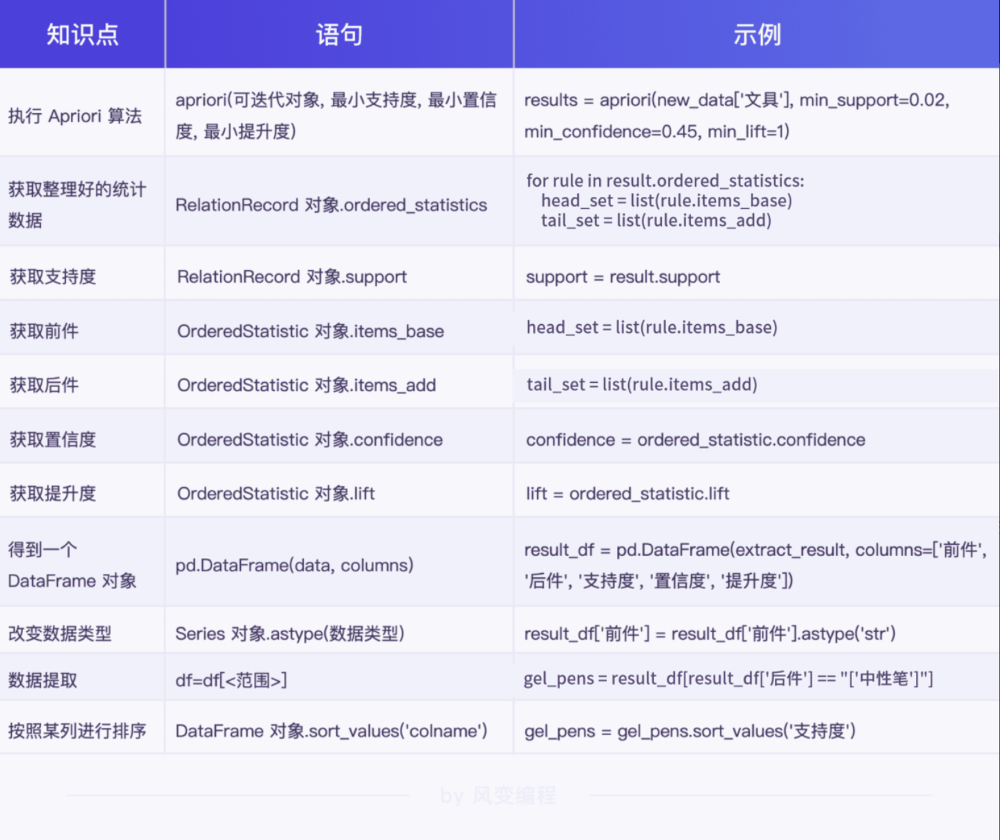 知识点 语句 示例
执行 Apriori 算法
apriori(可迭代对象, 最小支持度, 最小置信
度, 最小提升度)
results = apriori(new_data['文具'], min_support=0.02,
min_confidence=0.45, min_lift=1)
获取整理好的统计
数据
RelationRecord 对象.ordered_statistics
for rule in result.ordered_statistics:
head_set = list(rule.items_base)
tail_set = list(rule.items_add)
获取支持度 RelationRecord 对象.support support = result.support
获取前件 OrderedStatistic 对象.items_base head_set = list(rule.items_base)
获取后件 OrderedStatistic 对象.items_add tail_set = list(rule.items_add)
获取置信度 OrderedStatistic 对象.confidence confidence = ordered_statistic.confidence
获取提升度 OrderedStatistic 对象.lift lift = ordered_statistic.lift
得到一个
DataFrame 对象
pd.DataFrame(data, columns)
result_df = pd.DataFrame(extract_result, columns=['前件',
'后件', '支持度', '置信度', '提升度'])
改变数据类型 Series 对象.astype(数据类型) result_df['前件'] = result_df['前件'].astype('str')
数据提取 df=df[<范围>] gel_pens = result_df[result_df['后件'] == "['中性笔']"]
按照某列进行排序 DataFrame 对象.sort_values('colname') gel_pens = gel_pens.sort_values('支持度')
by 风变编程